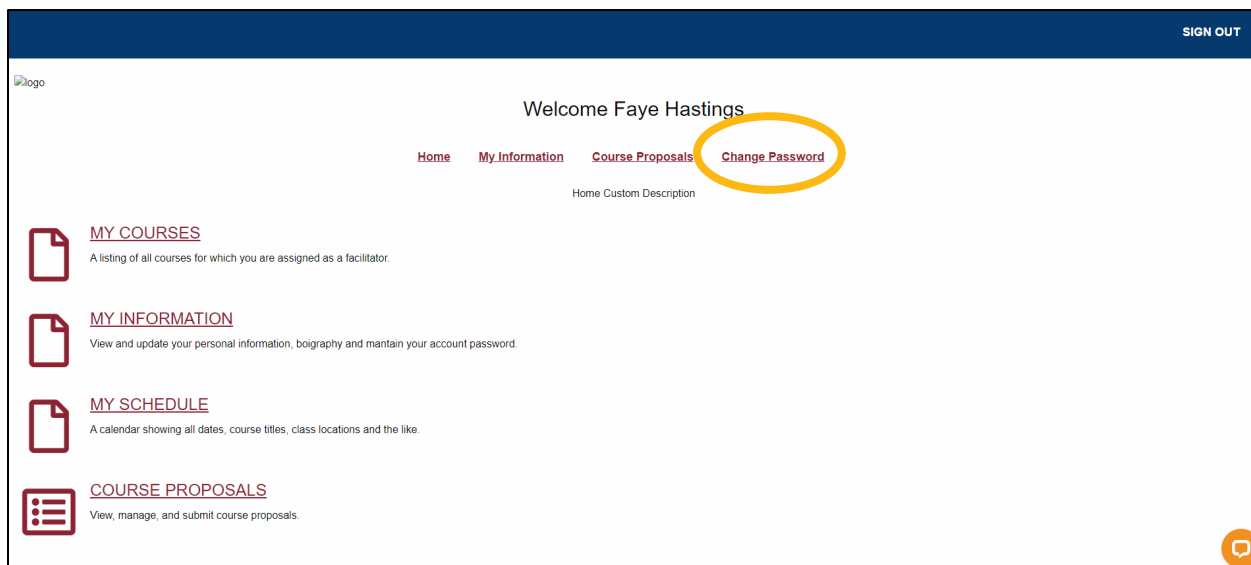 SIGN OUT
logo
Welcome Faye Hastings
Home My Information Course Proposals Change Password
Home Custom Description
MY COURSES
A listing of all courses for which you are assigned as a facilitator.
MY INFORMATION
View and update your personal information, boigraphy and mantain your account password.
MY SCHEDULE
A calendar showing all dates, course titles, class locations and the like.
COURSE PROPOSALS
View, manage, and submit course proposals.